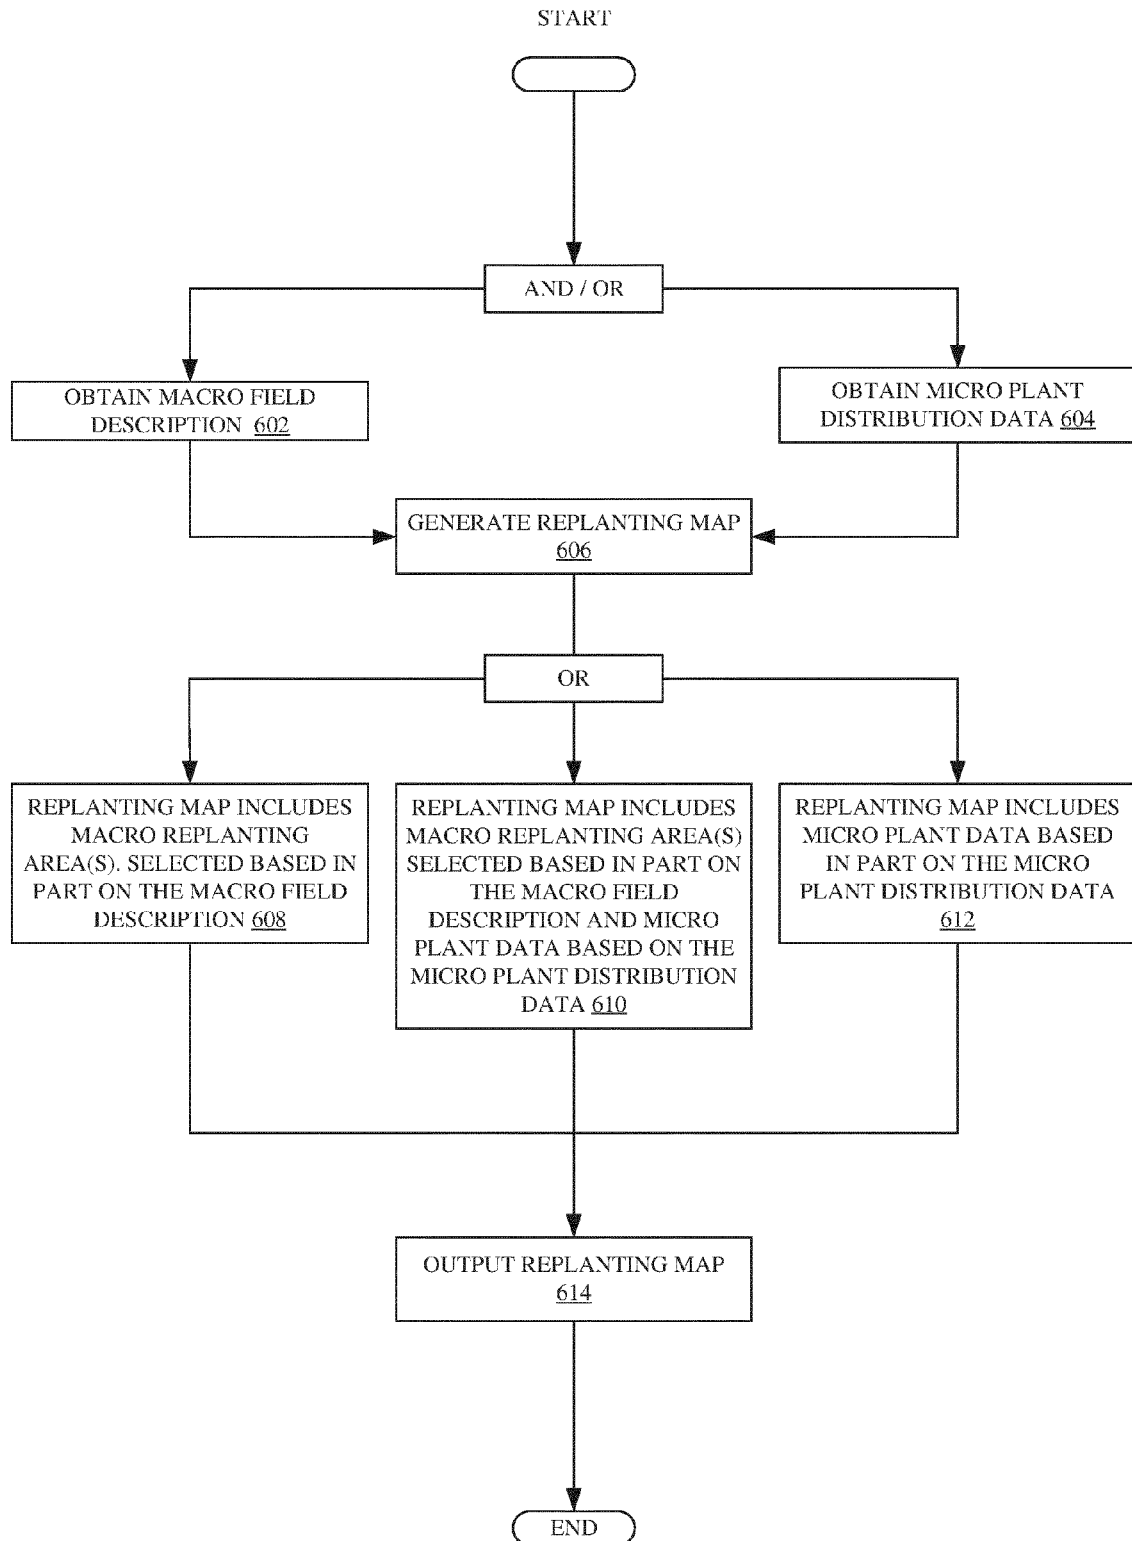 START
AND / OR
OBTAIN MACRO FIELD
DESCRIPTION 602
OBTAIN MICRO PLANT
DISTRIBUTION DATA 604
GENERATE REPLANTING MAP
606
OR
REPLANTING MAP INCLUDES
MACRO REPLANTING
AREA(S). SELECTED BASED IN
PART ON THE MACRO FIELD
DESCRIPTION 608
REPLANTING MAP INCLUDES
MACRO REPLANTING AREA(S)
SELECTED BASED IN PART ON
THE MACRO FIELD
DESCRIPTION AND MICRO
PLANT DATA BASED ON THE
MICRO PLANT DISTRIBUTION
DATA 610
REPLANTING MAP INCLUDES
MICRO PLANT DATA BASED
IN PART ON THE MICRO
PLANT DISTRIBUTION DATA
612
OUTPUT REPLANTING MAP
614
END